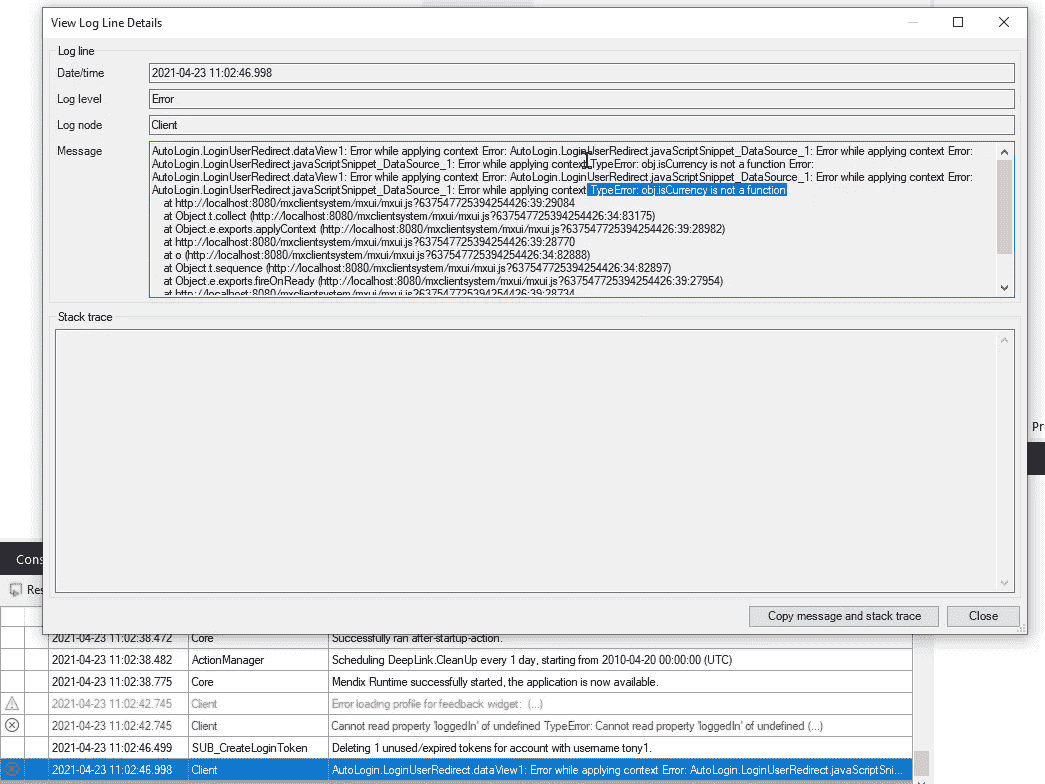 View Log Line Details
Log line
Date/time
2021-04-23 11:02:46.998
Log level
Error
Log node
Client
Message
AutoLogin.LoginUserRedirect.dataView1: Error while applying context Error: AutoLogin.LoginUserRedirect.javaScriptSnippet_DataSource_1: Error while applying context Error:
AutoLogin.LoginUserRedirect.javaScriptSnippet_DataSource_1: Error while applying context TypeError: obj.isCurrency is not a function Error:
AutoLogin.LoginUserRedirect.dataView1: Error while applying context Error: AutoLogin.LoginUserRedirect.javaScriptSnippet_DataSource_1: Error while applying context Error:
AutoLogin.LoginUserRedirect.javaScriptSnippet_DataSource_1: Error while applying context TypeError: obj.isCurrency is not a function
at http://localhost:8080/mxclientsystem/mxui/mxui.js?637547725394254426:39:29084
at Object.t.collect (http://localhost:8080/mxclientsystem/mxui/mxui.js?637547725394254426:34:83175)
at Object.e.exports.applyContext (http://localhost:8080/mxclientsystem/mxui/mxui.js?637547725394254426:39:28982)
at http://localhost:8080/mxclientsystem/mxui/mxui.js?637547725394254426:39:28770
at o (http://localhost:8080/mxclientsystem/mxui/mxui.js?637547725394254426:34:82888)
at Object.t.sequence (http://localhost:8080/mxclientsystem/mxui/mxui.js?637547725394254426:34:82897)
at Object.e.exports.fireOnReady (http://localhost:8080/mxclientsystem/mxui/mxui.js?637547725394254426:39:27954)
at http://localhost:8080/mxclientsystem/mxui/mxui.js?637547725394254426:39:28734
Stack trace
Pr
Cons
Res
Copy message and stack trace
Close
2021-04-23 11:02:38.472 Core Successfully ran after-startup-action.
2021-04-23 11:02:38.482 ActionManager Scheduling DeepLink.CleanUp every 1 day, starting from 2010-04-20 00:00:00 (UTC)
2021-04-23 11:02:38.775 Core Mendix Runtime successfully started, the application is now available.
2021-04-23 11:02:42.745 Client Error loading profile for feedback widget: (...)
2021-04-23 11:02:42.745 Client Cannot read property 'loggedIn' of undefined TypeError: Cannot read property 'loggedIn' of undefined (...)
2021-04-23 11:02:46.499 SUB_CreateLoginToken Deleting 1 unused/expired tokens for account with username tony1.
2021-04-23 11:02:46.998 Client AutoLogin.LoginUserRedirect.dataView1: Error while applying context Error: AutoLogin.LoginUserRedirect.javaScriptSni...